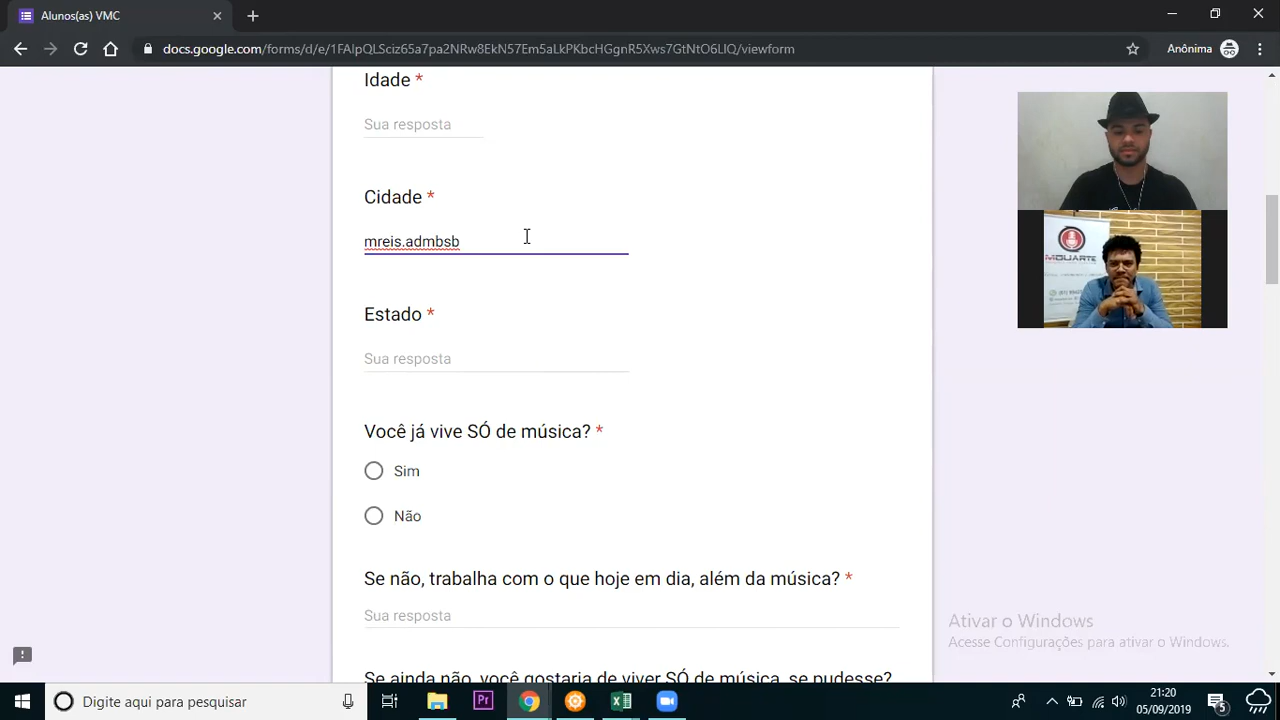 Alunos(as) VMC
docs.google.com/forms/d/e/1FAIpQLSciz65a7pa2NRw8EkN57Em5aLkPKbcHGgnR5Xws7GtNtO6LIQ/viewform
Anônima
Idade *
Sua resposta
Cidade *
mreis.admbsb
Estado *
Sua resposta
Você já vive SÓ de música? *
Sim
Não
Se não, trabalha com o que hoje em dia, além da música? *
Sua resposta
Se ainda não, você gostaria de viver SÓ de música, se pudesse?
MDUARTE
Ativar o Windows
Acesse Configurações para ativar o Windows.
Digite aqui para pesquisar
Pr
21:20
05/09/2019
5